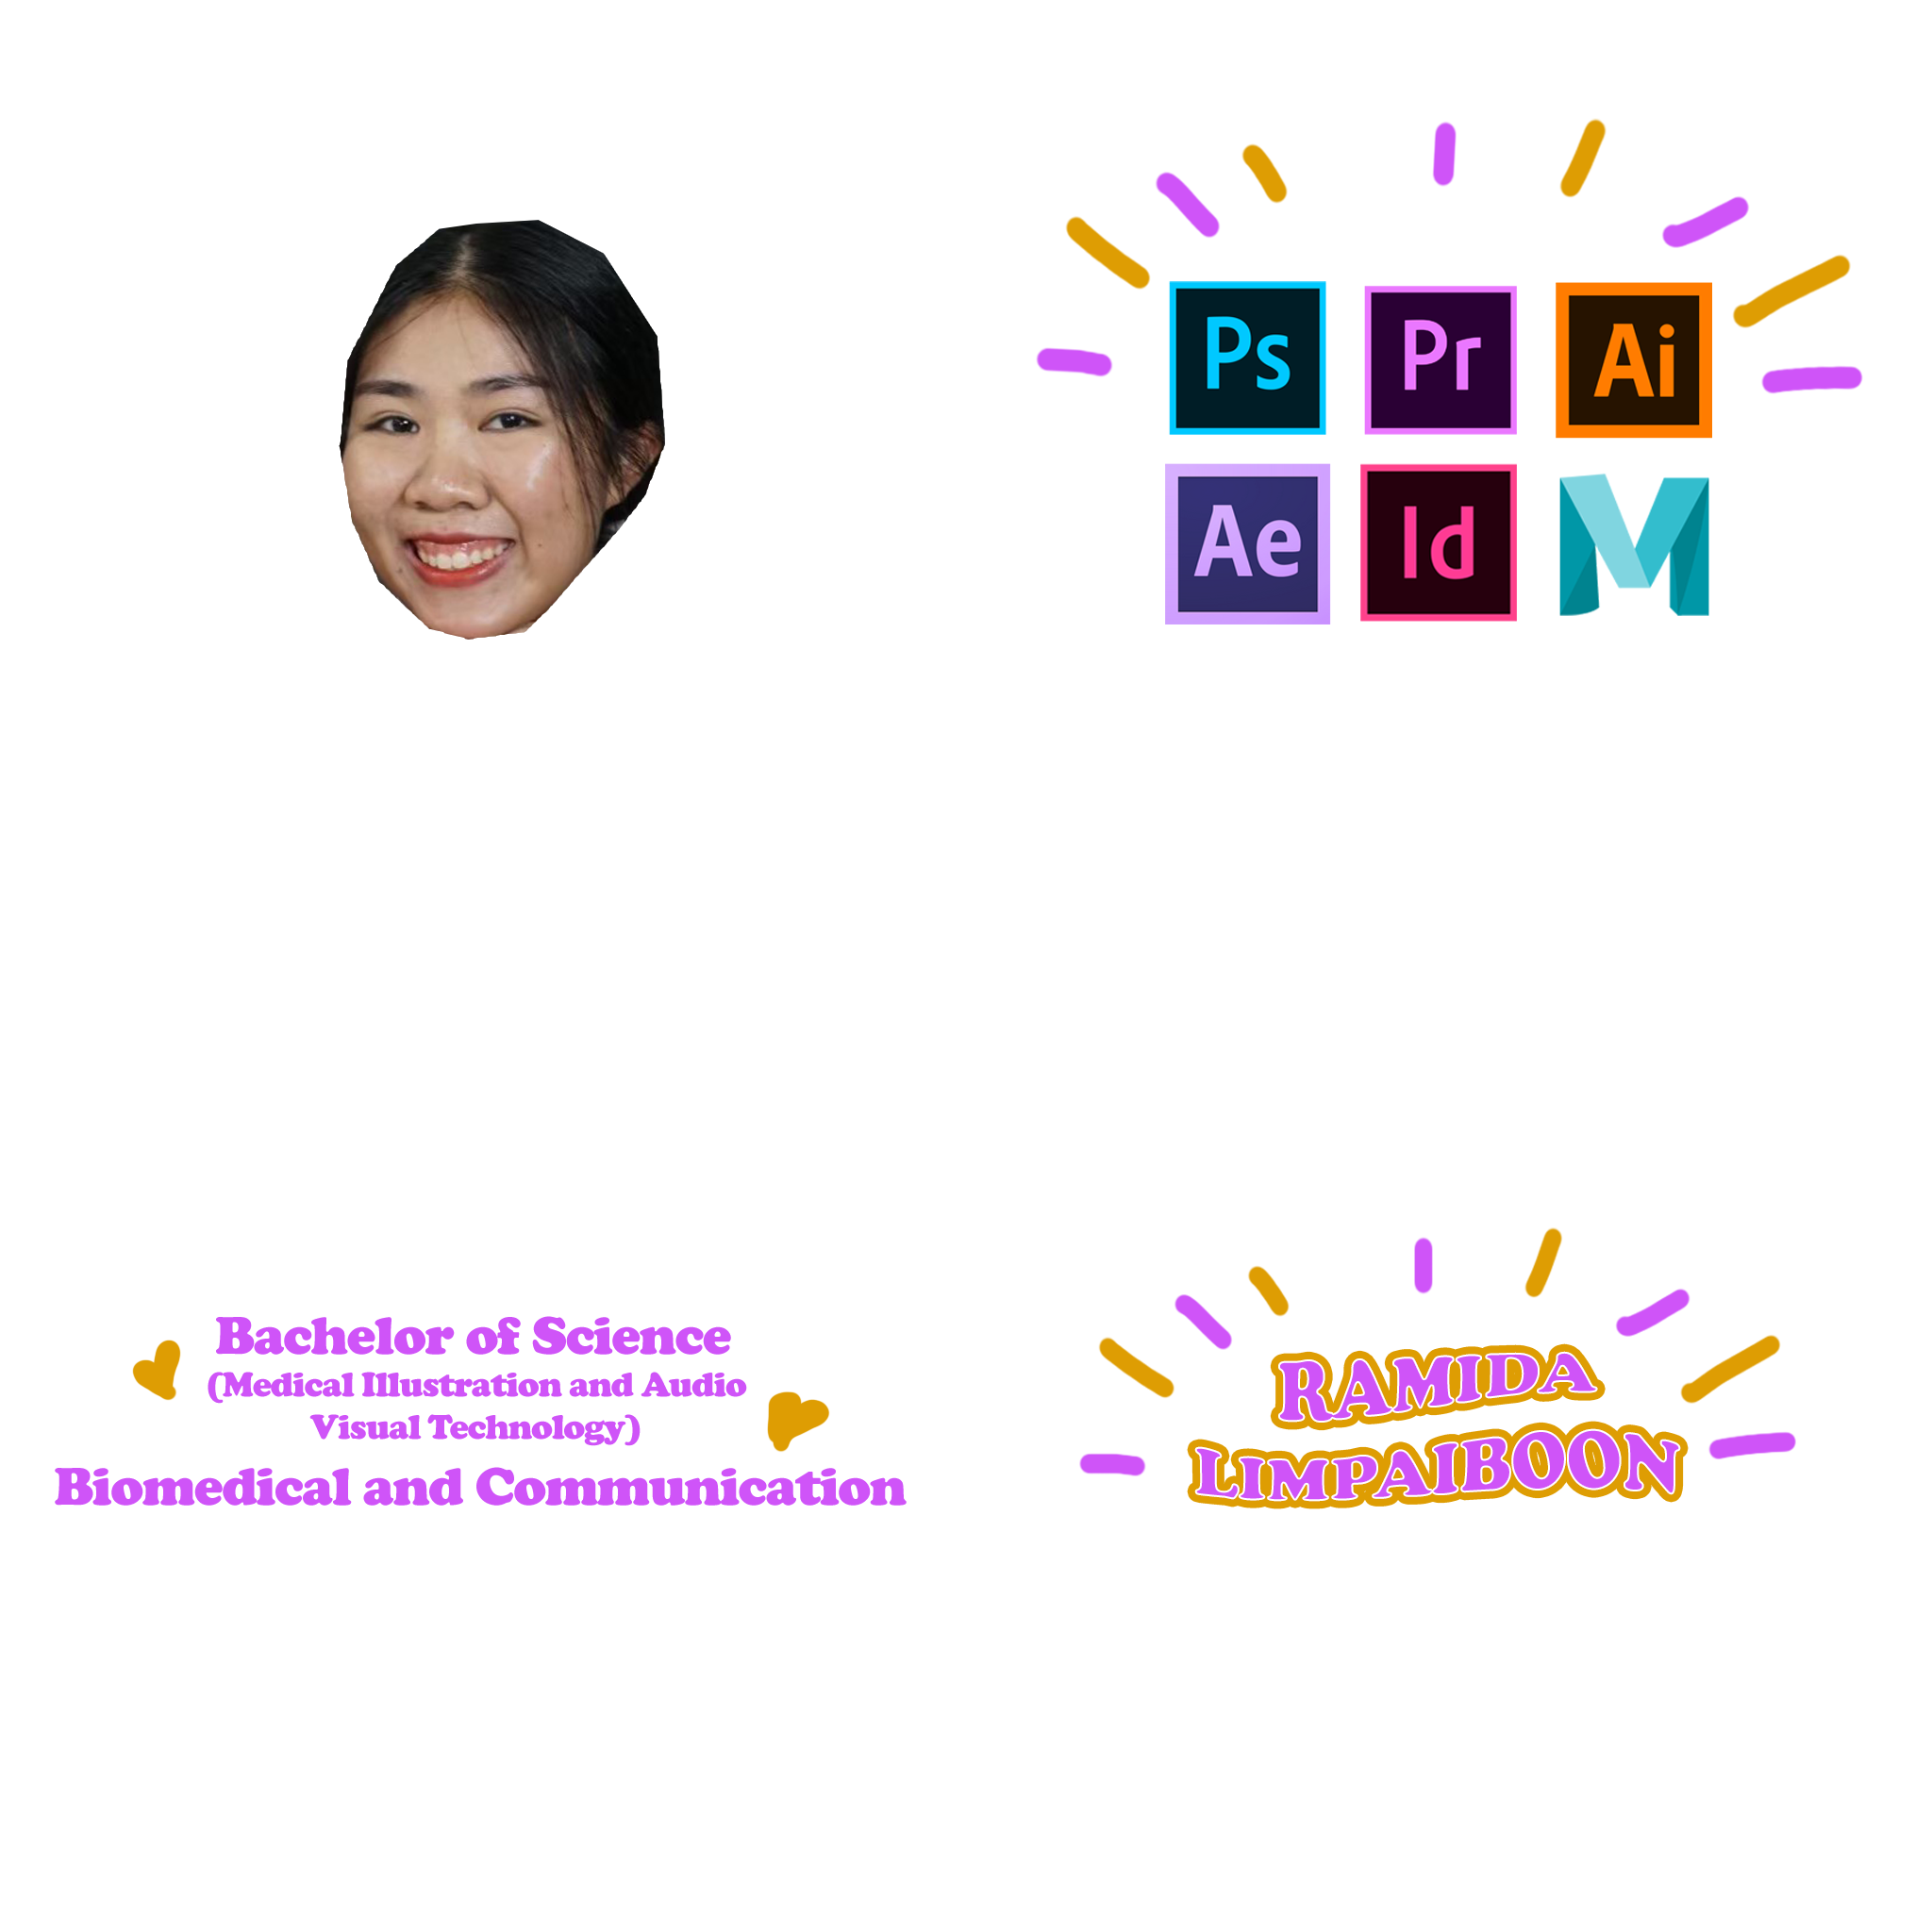 Ps Pr Ai
Ae Id
Bachelor of Science
(Medical Illustration and Audio
Visual Technology)
Biomedical and Communication
RAMIDA
LIMPAIBOON